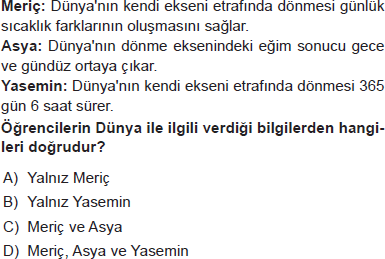 Meriç: Dünya'nın kendi ekseni etrafında dönmesi günlük
sıcaklık farklarının oluşmasını sağlar.
Asya: Dünya'nın dönme eksenindeki eğim sonucu gece
ve gündüz ortaya çıkar.
Yasemin: Dünya'nın kendi ekseni etrafında dönmesi 365
gün 6 saat sürer.
Öğrencilerin Dünya ile ilgili verdiği bilgilerden hangi-
leri doğrudur?
A) Yalnız Meriç
B) Yalnız Yasemin
C) Meriç ve Asya
D) Meriç, Asya ve Yasemin